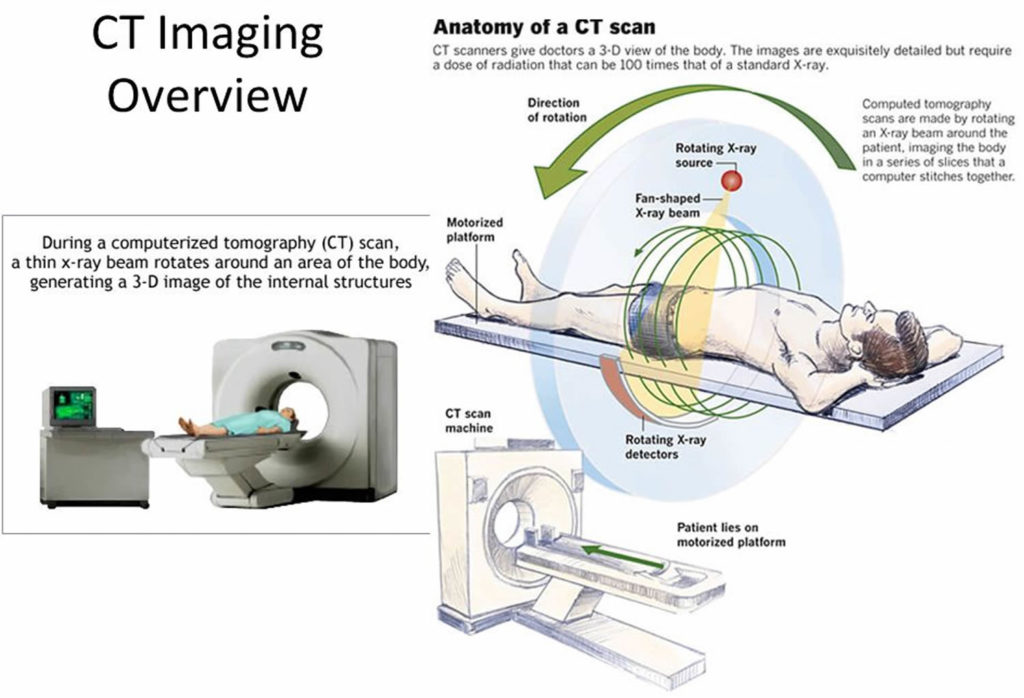 CT Imaging
Overview
During a computerized tomography (CT) scan,
a thin x-ray beam rotates around an area of the body,
generating a 3-D image of the internal structures
Anatomy of a CT scan
CT scanners give doctors a 3-D view of the body. The images are exquisitely detailed but require
a dose of radiation that can be 100 times that of a standard X-ray.
Direction
of rotation
Computed tomography
scans are made by rotating
an X-ray beam around the
patient, imaging the body
in a series of slices that a
computer stitches together.
Rotating X-ray
source
Fan-shaped
X-ray beam
Motorized
platform
CT scan
machine
Rotating X-ray
detectors
Patient lies on
motorized platform